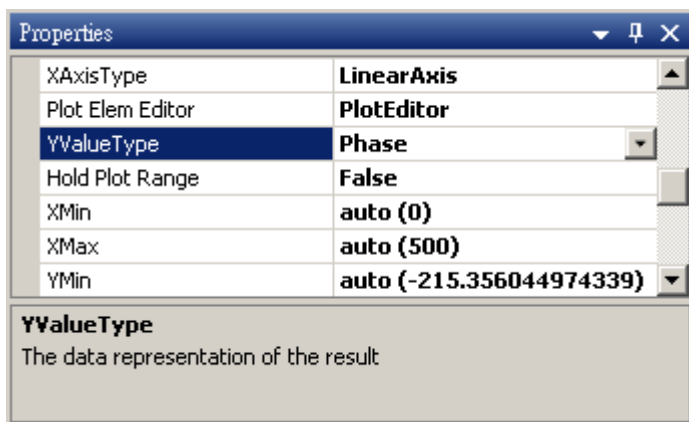 Properties
XAxisType LinearAxis
Plot Elem Editor PlotEditor
YValueType Phase
Hold Plot Range False
XMin auto (0)
XMax auto (500)
YMin auto (-215.356044974339)
YValueType
The data representation of the result